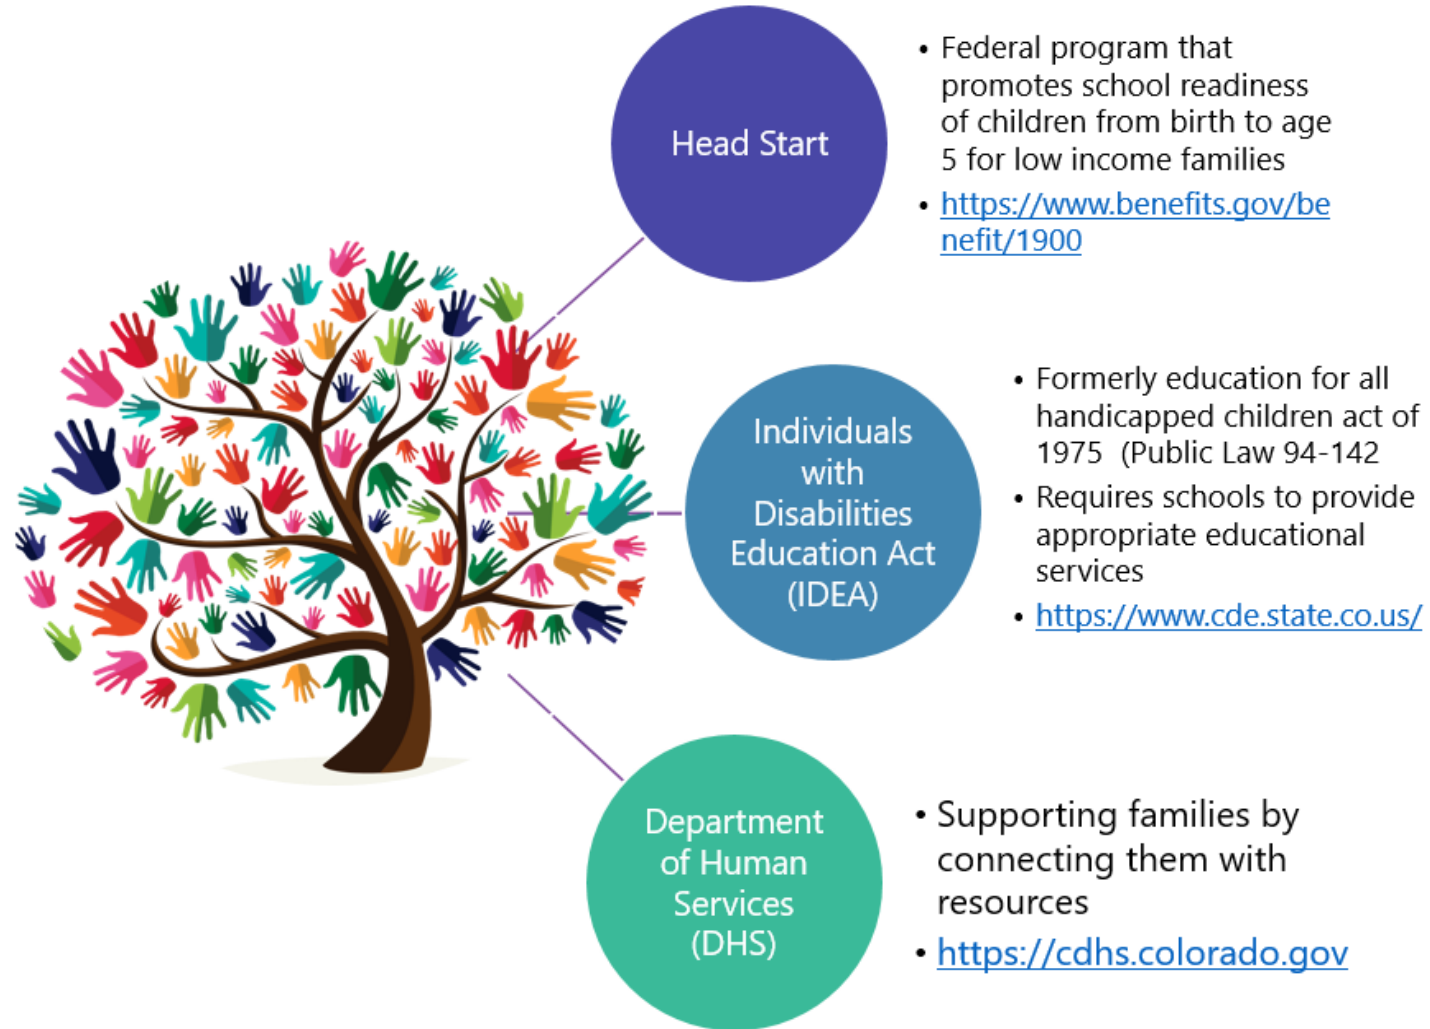 Head Start
• Federal program that
promotes school readiness
of children from birth to age
5 for low income families
• https://www.benefits.gov/be
nefit/1900
Individuals
with
Disabilities
Education Act
(IDEA)
• Formerly education for all
handicapped children act of
1975  (Public Law 94-142
• Requires schools to provide
appropriate educational
services
• https://www.cde.state.co.us/
Department
of Human
Services
(DHS)
• Supporting families by
connecting them with
resources
• https://cdhs.colorado.gov